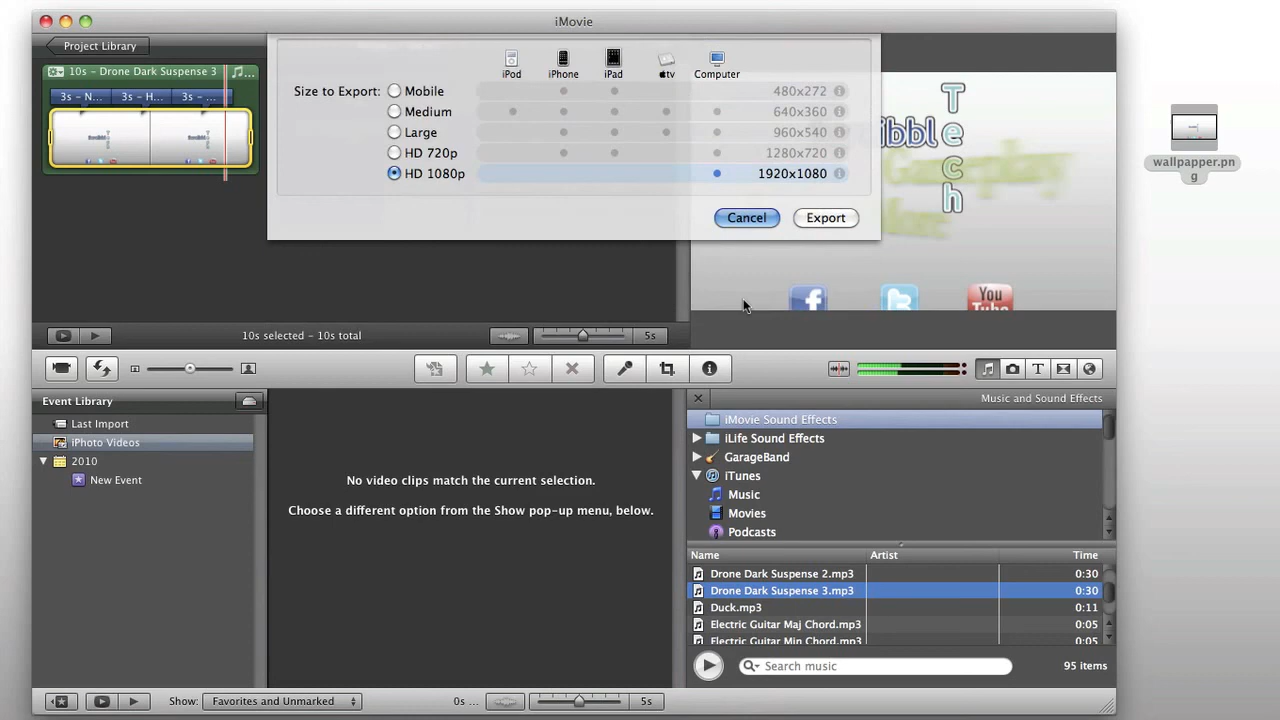 iMovie
Project Library
10s – Drone Dark Suspense 3
3s – N... 3s – H... 3s – ...
iPod iPhone iPad tv Computer
Size to Export: Mobile 480x272
Medium 640x360
Large 960x540
HD 720p 1280x720
HD 1080p 1920x1080
Cancel Export
Tech
You
Tube
wallpapper.pn
g
10s selected – 10s total 5s
Event Library
Last Import
iPhoto Videos
2010
New Event
No video clips match the current selection.
Choose a different option from the Show pop-up menu, below.
Music and Sound Effects
iMovie Sound Effects
iLife Sound Effects
GarageBand
iTunes
Music
Movies
Podcasts
Name Artist Time
Drone Dark Suspense 2.mp3 0:30
Drone Dark Suspense 3.mp3 0:30
Duck.mp3 0:11
Electric Guitar Maj Chord.mp3 0:05
Electric Guitar Min Chord.mp3 0:05
Search music 95 items
Show: Favorites and Unmarked 0s ... 5s